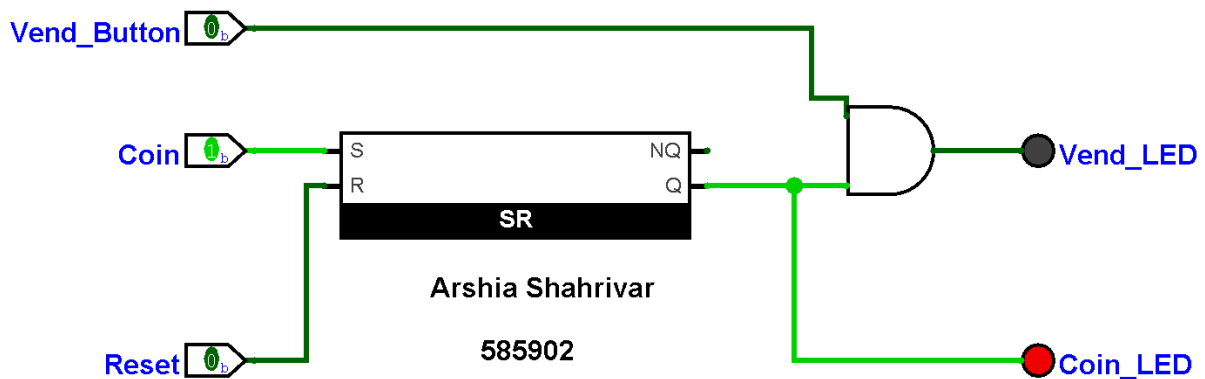 Vend_Button 0b
Coin 1b
S NQ
Vend_LED
R Q
SR
Arshia Shahrivar
585902
Reset 0b
Coin_LED